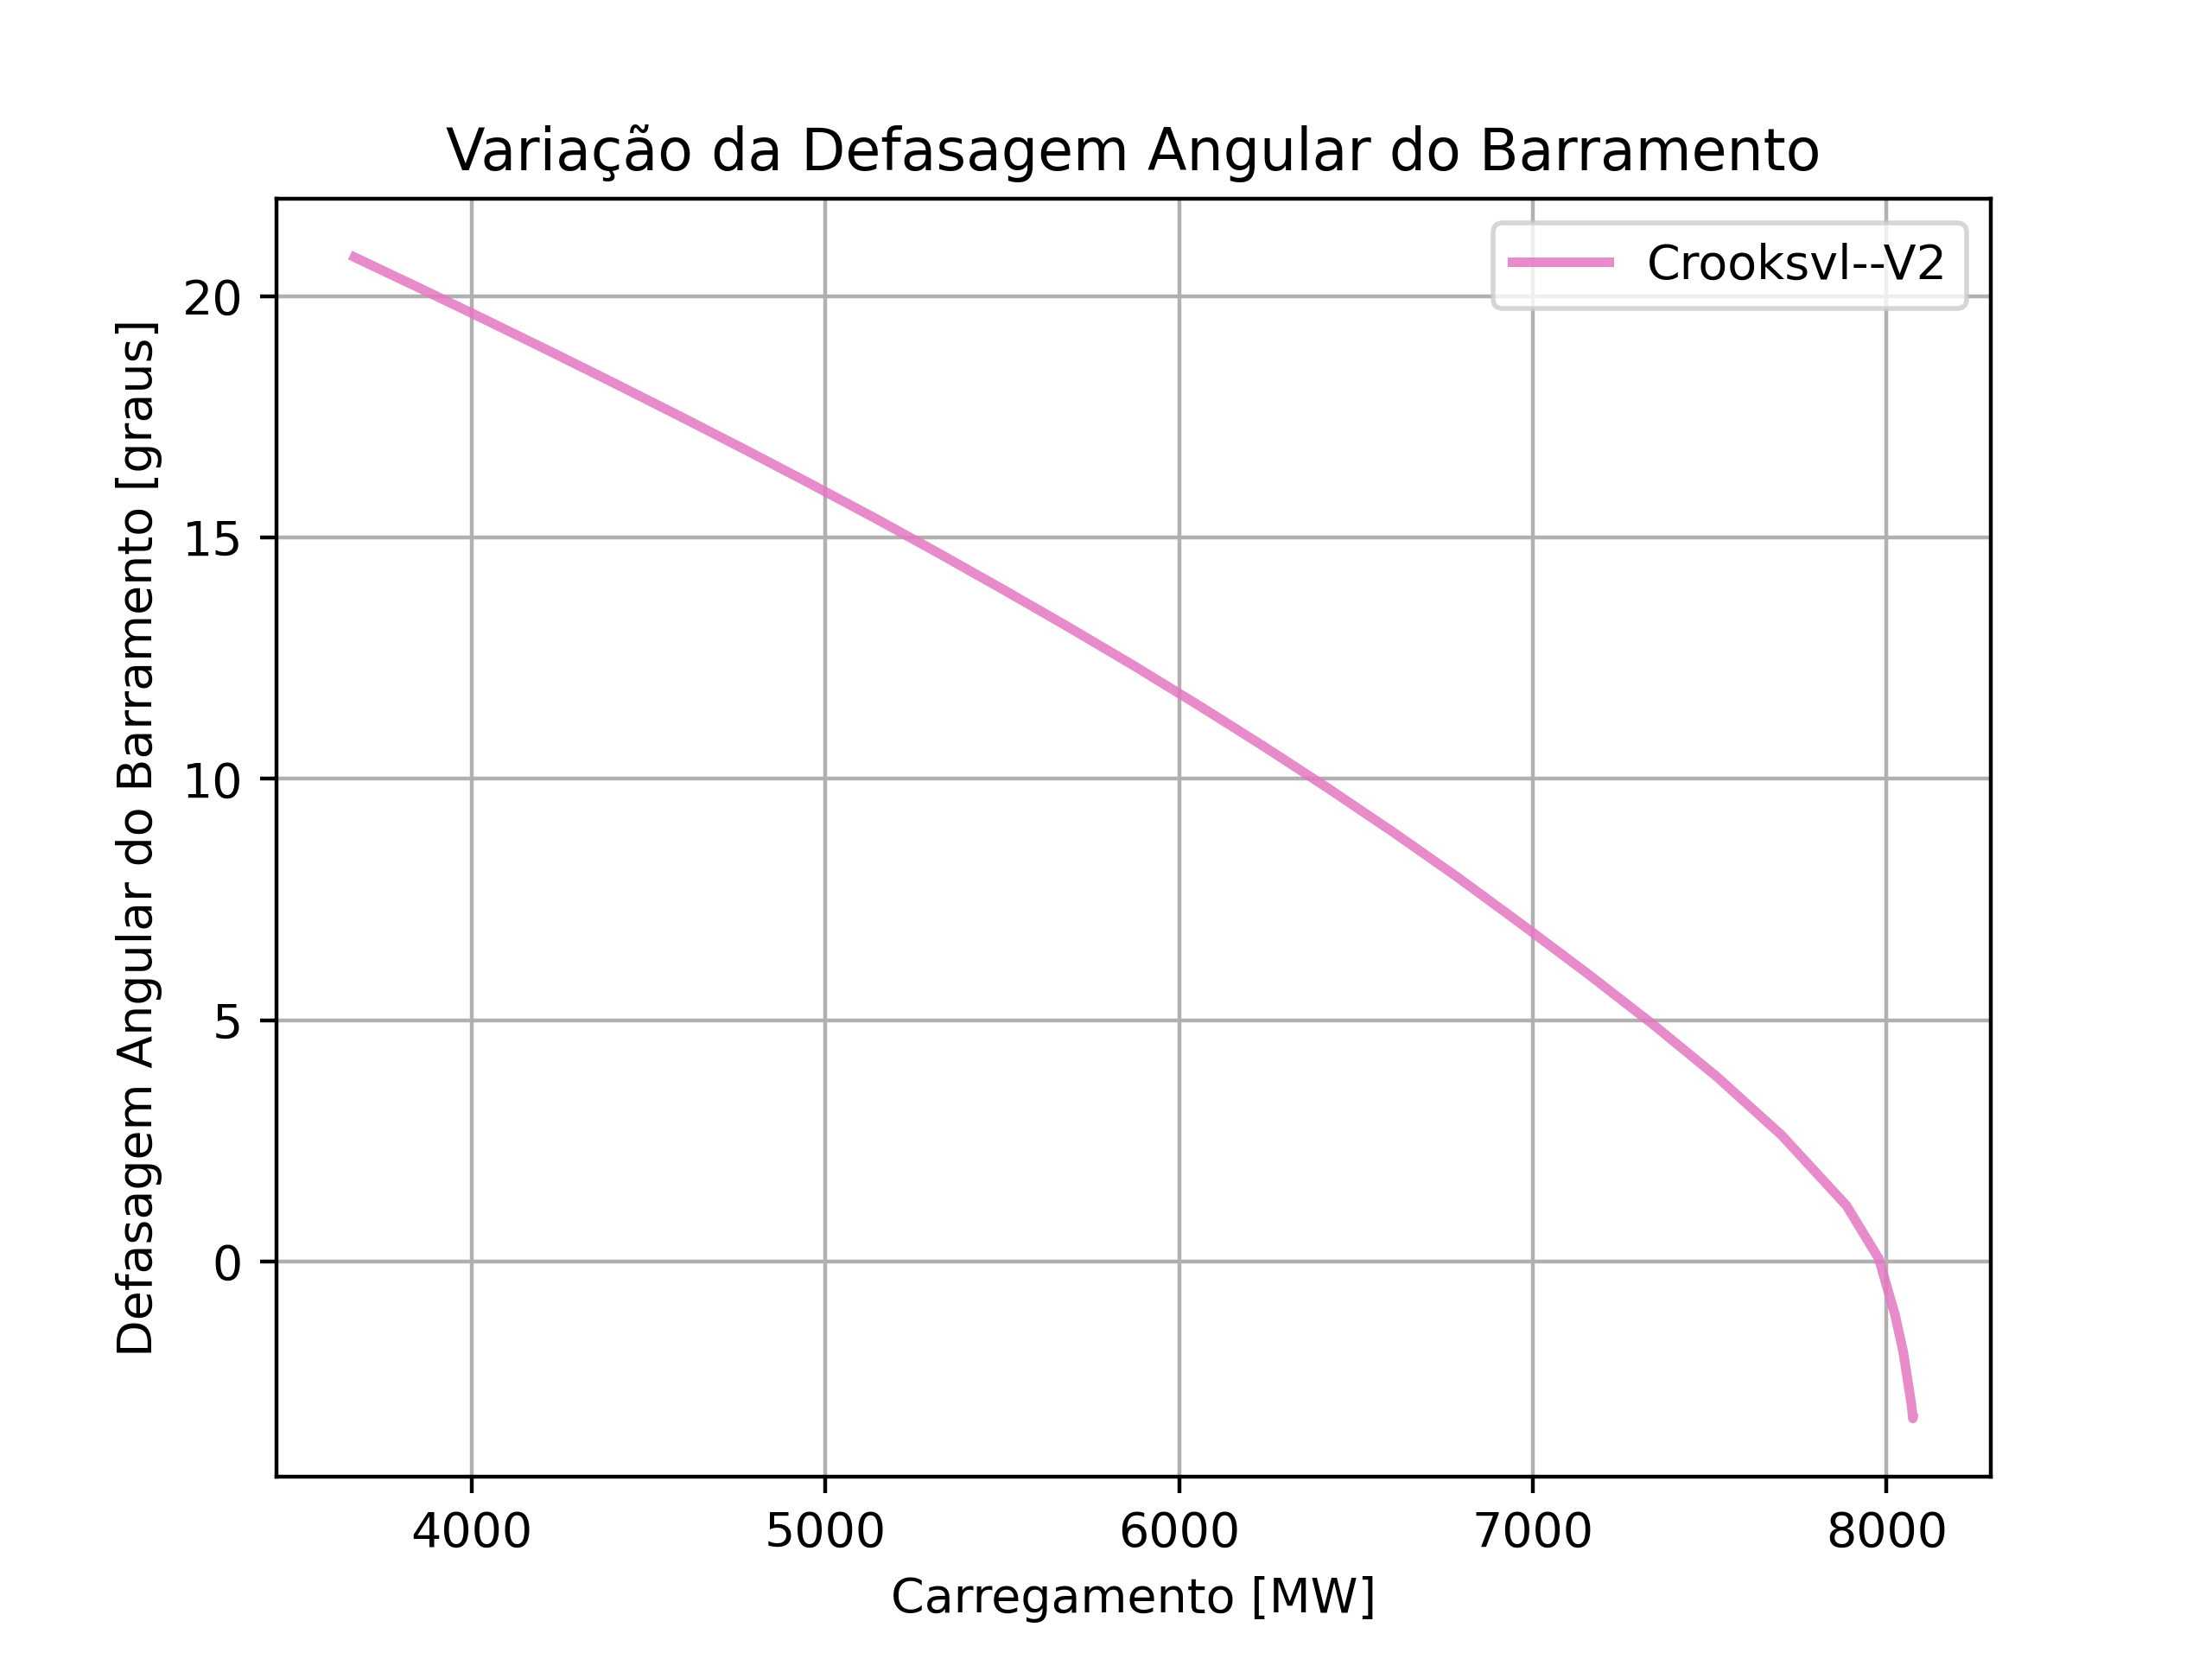 Variação da Defasagem Angular do Barramento
Crooksvl--V2
Defasagem Angular do Barramento [graus]
20
15
10
5
0
4000 5000 6000 7000 8000
Carregamento [MW]